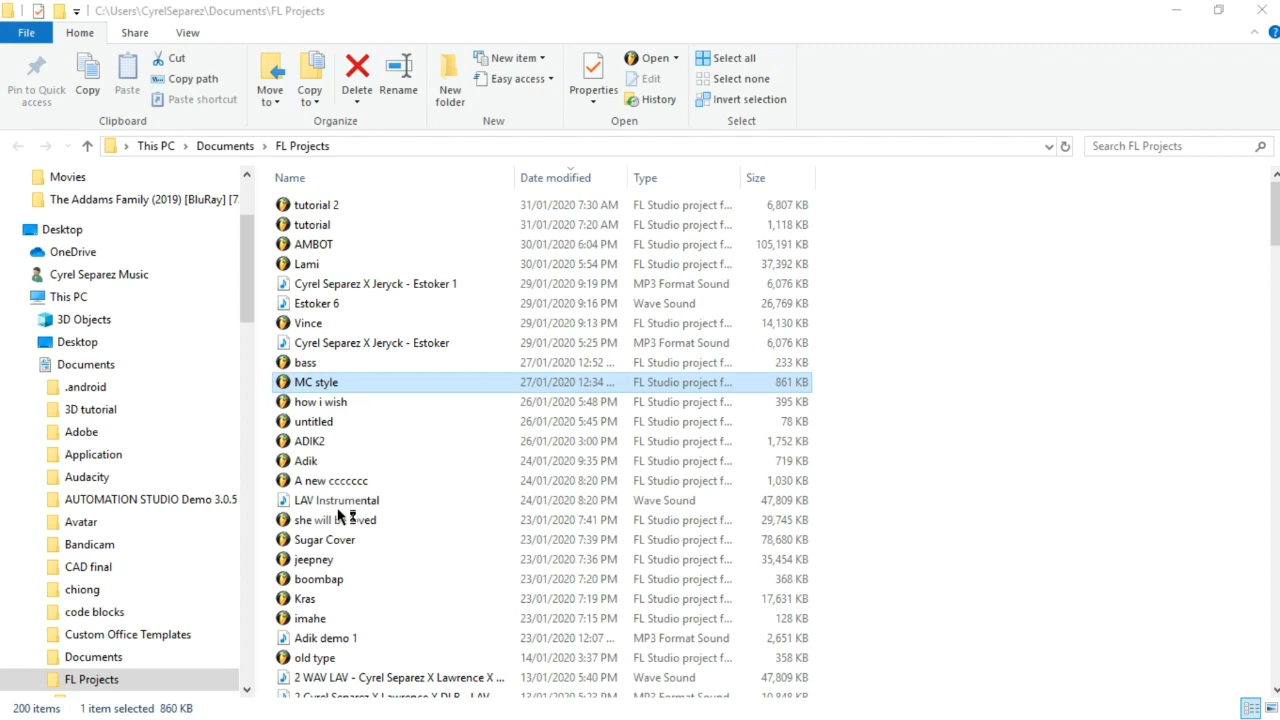 C:\Users\CyrelSeparez\Documents\FL Projects
File Home Share View
Pin to Quick access
Copy
Paste
Cut
Copy path
Paste shortcut
Clipboard
Move to
Copy to
Delete
Rename
Organize
New folder
New item
Easy access
New
Properties
Open
Edit
History
Open
Select all
Select none
Invert selection
Select
This PC > Documents > FL Projects
Search FL Projects
Movies
The Addams Family (2019) [BluRay] [7
Desktop
OneDrive
Cyrel Separez Music
This PC
3D Objects
Desktop
Documents
.android
3D tutorial
Adobe
Application
Audacity
AUTOMATION STUDIO Demo 3.0.5
Avatar
Bandicam
CAD final
chiong
code blocks
Custom Office Templates
Documents
FL Projects
Name Date modified Type Size
tutorial 2 31/01/2020 7:30 AM FL Studio project f... 6,807 KB
tutorial 31/01/2020 7:20 AM FL Studio project f... 1,118 KB
AMBOT 30/01/2020 6:04 PM FL Studio project f... 105,191 KB
Lami 30/01/2020 5:54 PM FL Studio project f... 37,392 KB
Cyrel Separez X Jeryck - Estoker 1 29/01/2020 9:19 PM MP3 Format Sound 6,076 KB
Estoker 6 29/01/2020 9:16 PM Wave Sound 26,769 KB
Vince 29/01/2020 9:13 PM FL Studio project f... 14,130 KB
Cyrel Separez X Jeryck - Estoker 29/01/2020 5:25 PM MP3 Format Sound 6,076 KB
bass 27/01/2020 12:52 ... FL Studio project f... 233 KB
MC style 27/01/2020 12:34 ... FL Studio project f... 861 KB
how i wish 26/01/2020 5:48 PM FL Studio project f... 395 KB
untitled 26/01/2020 5:45 PM FL Studio project f... 78 KB
ADIK2 26/01/2020 3:00 PM FL Studio project f... 1,752 KB
Adik 24/01/2020 9:35 PM FL Studio project f... 719 KB
A new ccccccc 24/01/2020 8:20 PM FL Studio project f... 1,030 KB
LAV Instrumental 24/01/2020 8:20 PM Wave Sound 47,809 KB
she will 23/01/2020 7:41 PM FL Studio project f... 29,745 KB
Sugar Cover 23/01/2020 7:39 PM FL Studio project f... 78,680 KB
jeepney 23/01/2020 7:36 PM FL Studio project f... 35,454 KB
boombap 23/01/2020 7:20 PM FL Studio project f... 368 KB
Kras 23/01/2020 7:19 PM FL Studio project f... 17,631 KB
imahe 23/01/2020 7:15 PM FL Studio project f... 128 KB
Adik demo 1 23/01/2020 12:07 ... MP3 Format Sound 2,651 KB
old type 14/01/2020 3:37 PM FL Studio project f... 358 KB
2 WAV LAV - Cyrel Separez X Lawrence X ... 13/01/2020 5:40 PM Wave Sound 47,809 KB
2 Cyrel Separez X Lawrence X DLR - LAV 13/01/2020 5:23 PM MP3 Format Sound 10,848 KB
200 items 1 item selected 860 KB